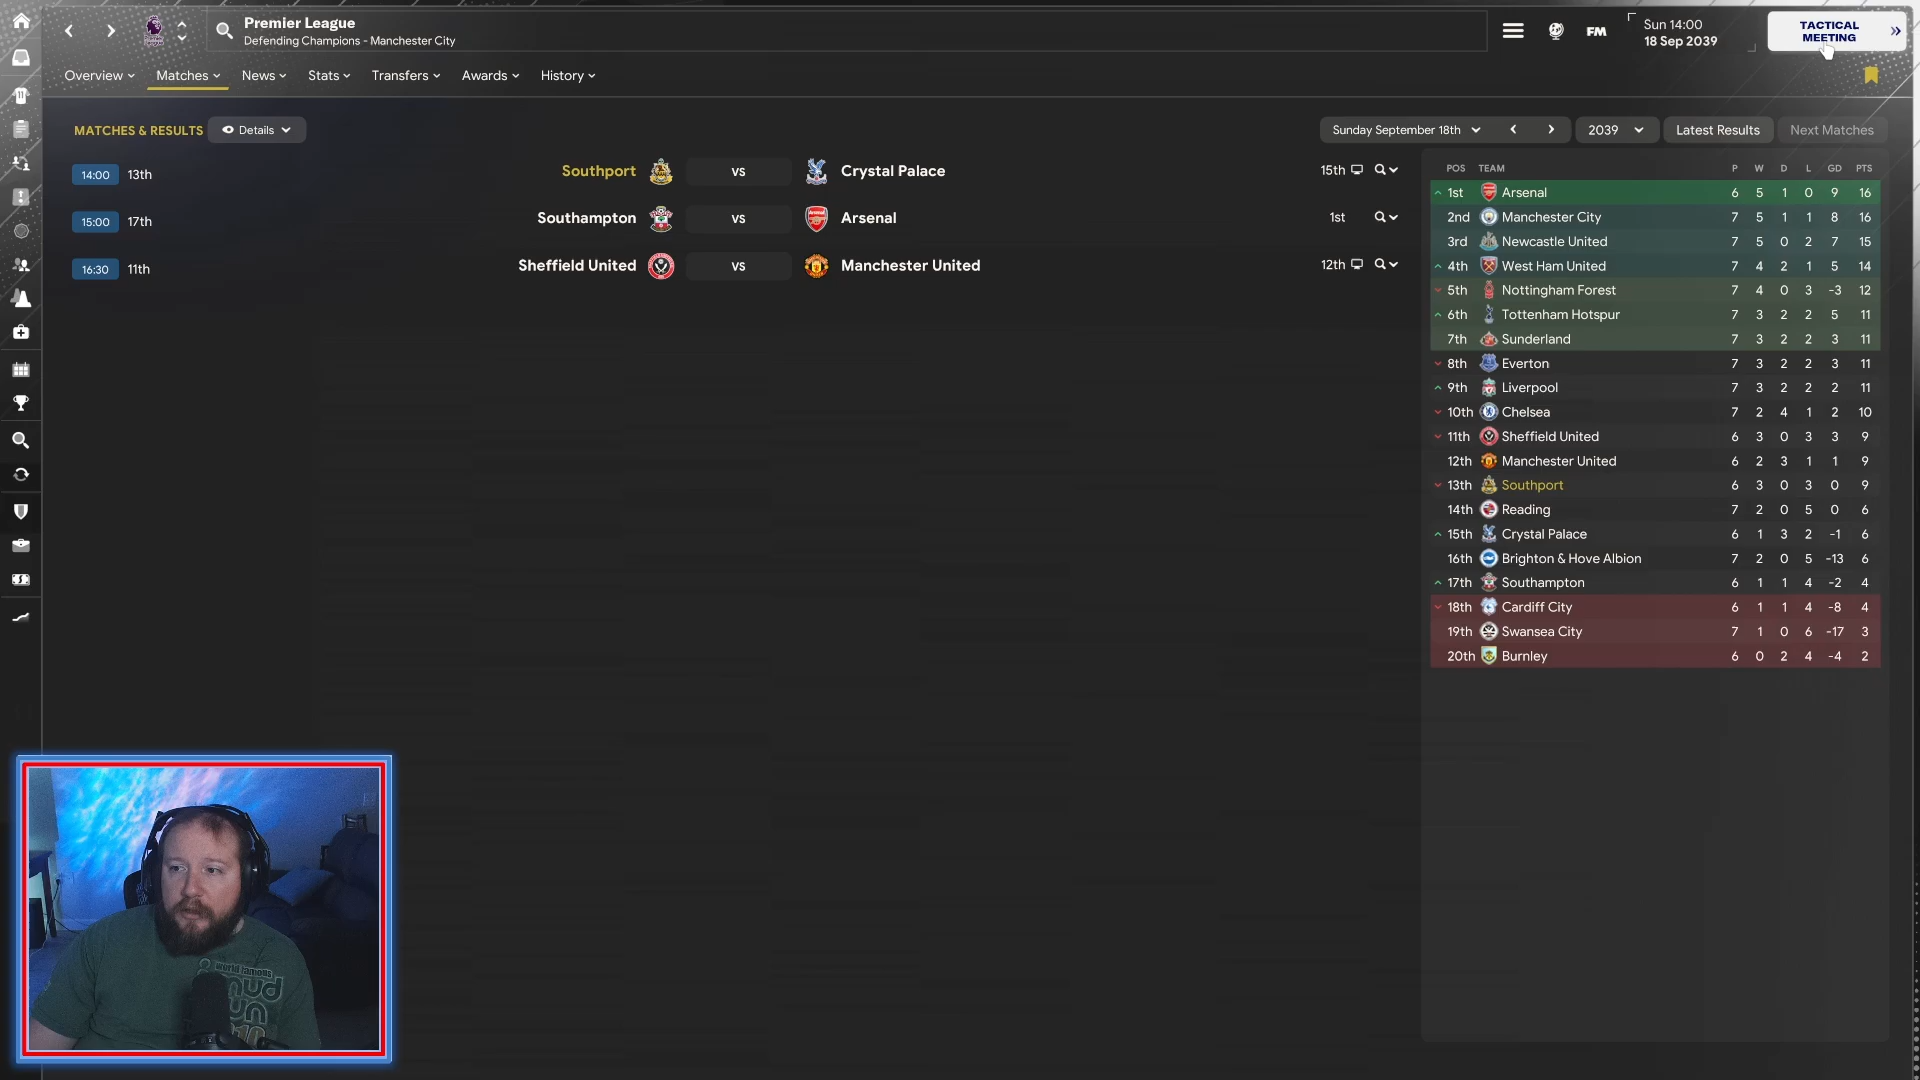 Premier League
Defending Champions - Manchester City
FM
Sun 14:00
18 Sep 2039
TACTICAL
MEETING
Overview
Matches
News
Stats
Transfers
Awards
History
MATCHES & RESULTS
Details
Sunday September 18th
2039
Latest Results
Next Matches
14:00 13th Southport VS Crystal Palace 15th
15:00 17th Southampton VS Arsenal 1st
16:30 11th Sheffield United VS Manchester United 12th
POS TEAM P W D L GD PTS
1st Arsenal 6 5 1 0 9 16
2nd Manchester City 7 5 1 1 8 16
3rd Newcastle United 7 5 0 2 7 15
4th West Ham United 7 4 2 1 5 14
5th Nottingham Forest 7 4 0 3 -3 12
6th Tottenham Hotspur 7 3 2 2 5 11
7th Sunderland 7 3 2 2 3 11
8th Everton 7 3 2 2 3 11
9th Liverpool 7 3 2 2 2 11
10th Chelsea 7 2 4 1 2 10
11th Sheffield United 6 3 0 3 3 9
12th Manchester United 6 2 3 1 1 9
13th Southport 6 3 0 3 0 9
14th Reading 7 2 0 5 0 6
15th Crystal Palace 6 1 3 2 -1 6
16th Brighton & Hove Albion 7 2 0 5 -13 6
17th Southampton 6 1 1 4 -2 4
18th Cardiff City 6 1 1 4 -8 4
19th Swansea City 7 1 0 6 -17 3
20th Burnley 6 0 2 4 -4 2
world famous